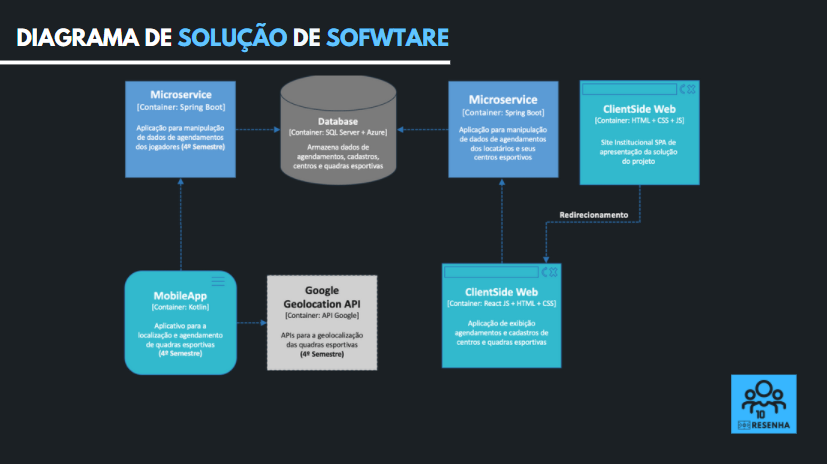 DIAGRAMA DE SOLUÇÃO DE SOFWTARE
Microservice
[Container: Spring Boot]
Aplicação para manipulação
de dados de agendamentos
dos jogadores (4º Semestre)
Database
[Container: SQL Server + Azure]
Armazena dados de
agendamentos, cadastros,
centros e quadras esportivas
Microservice
[Container: Spring Boot]
Aplicação para manipulação
de dados de agendamentos
dos locatários e seus
centros esportivos
ClientSide Web
[Container: HTML + CSS + JS]
Site Institucional SPA de
apresentação da solução
do projeto
Redirecionamento
MobileApp
[Container: Kotlin]
Aplicativo para a
localização e agendamento
de quadras esportivas
(4º Semestre)
Google
Geolocation API
[Container: API Google]
APIs para a geolocalização
das quadras esportivas
(4º Semestre)
ClientSide Web
[Container: React JS + HTML + CSS]
Aplicação de exibição
agendamentos e cadastros de
centros e quadras esportivas
10
RESENHA